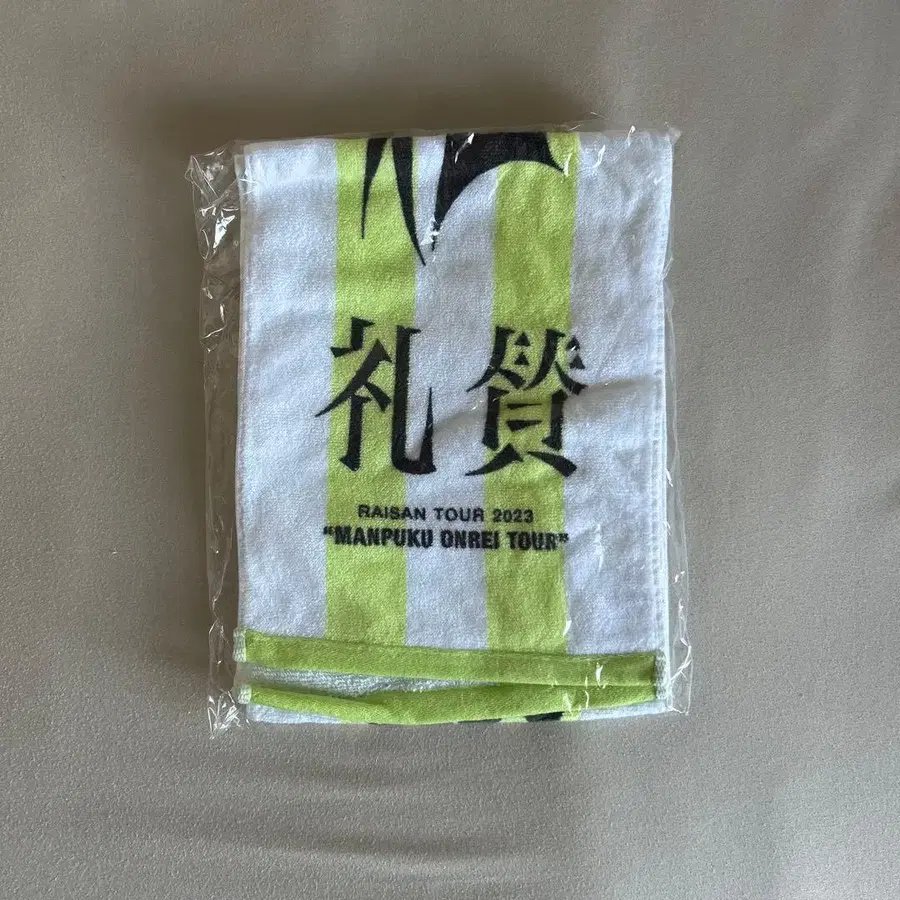 礼賛
RAISAN TOUR 2023
"MANPUKU ONREI TOUR"